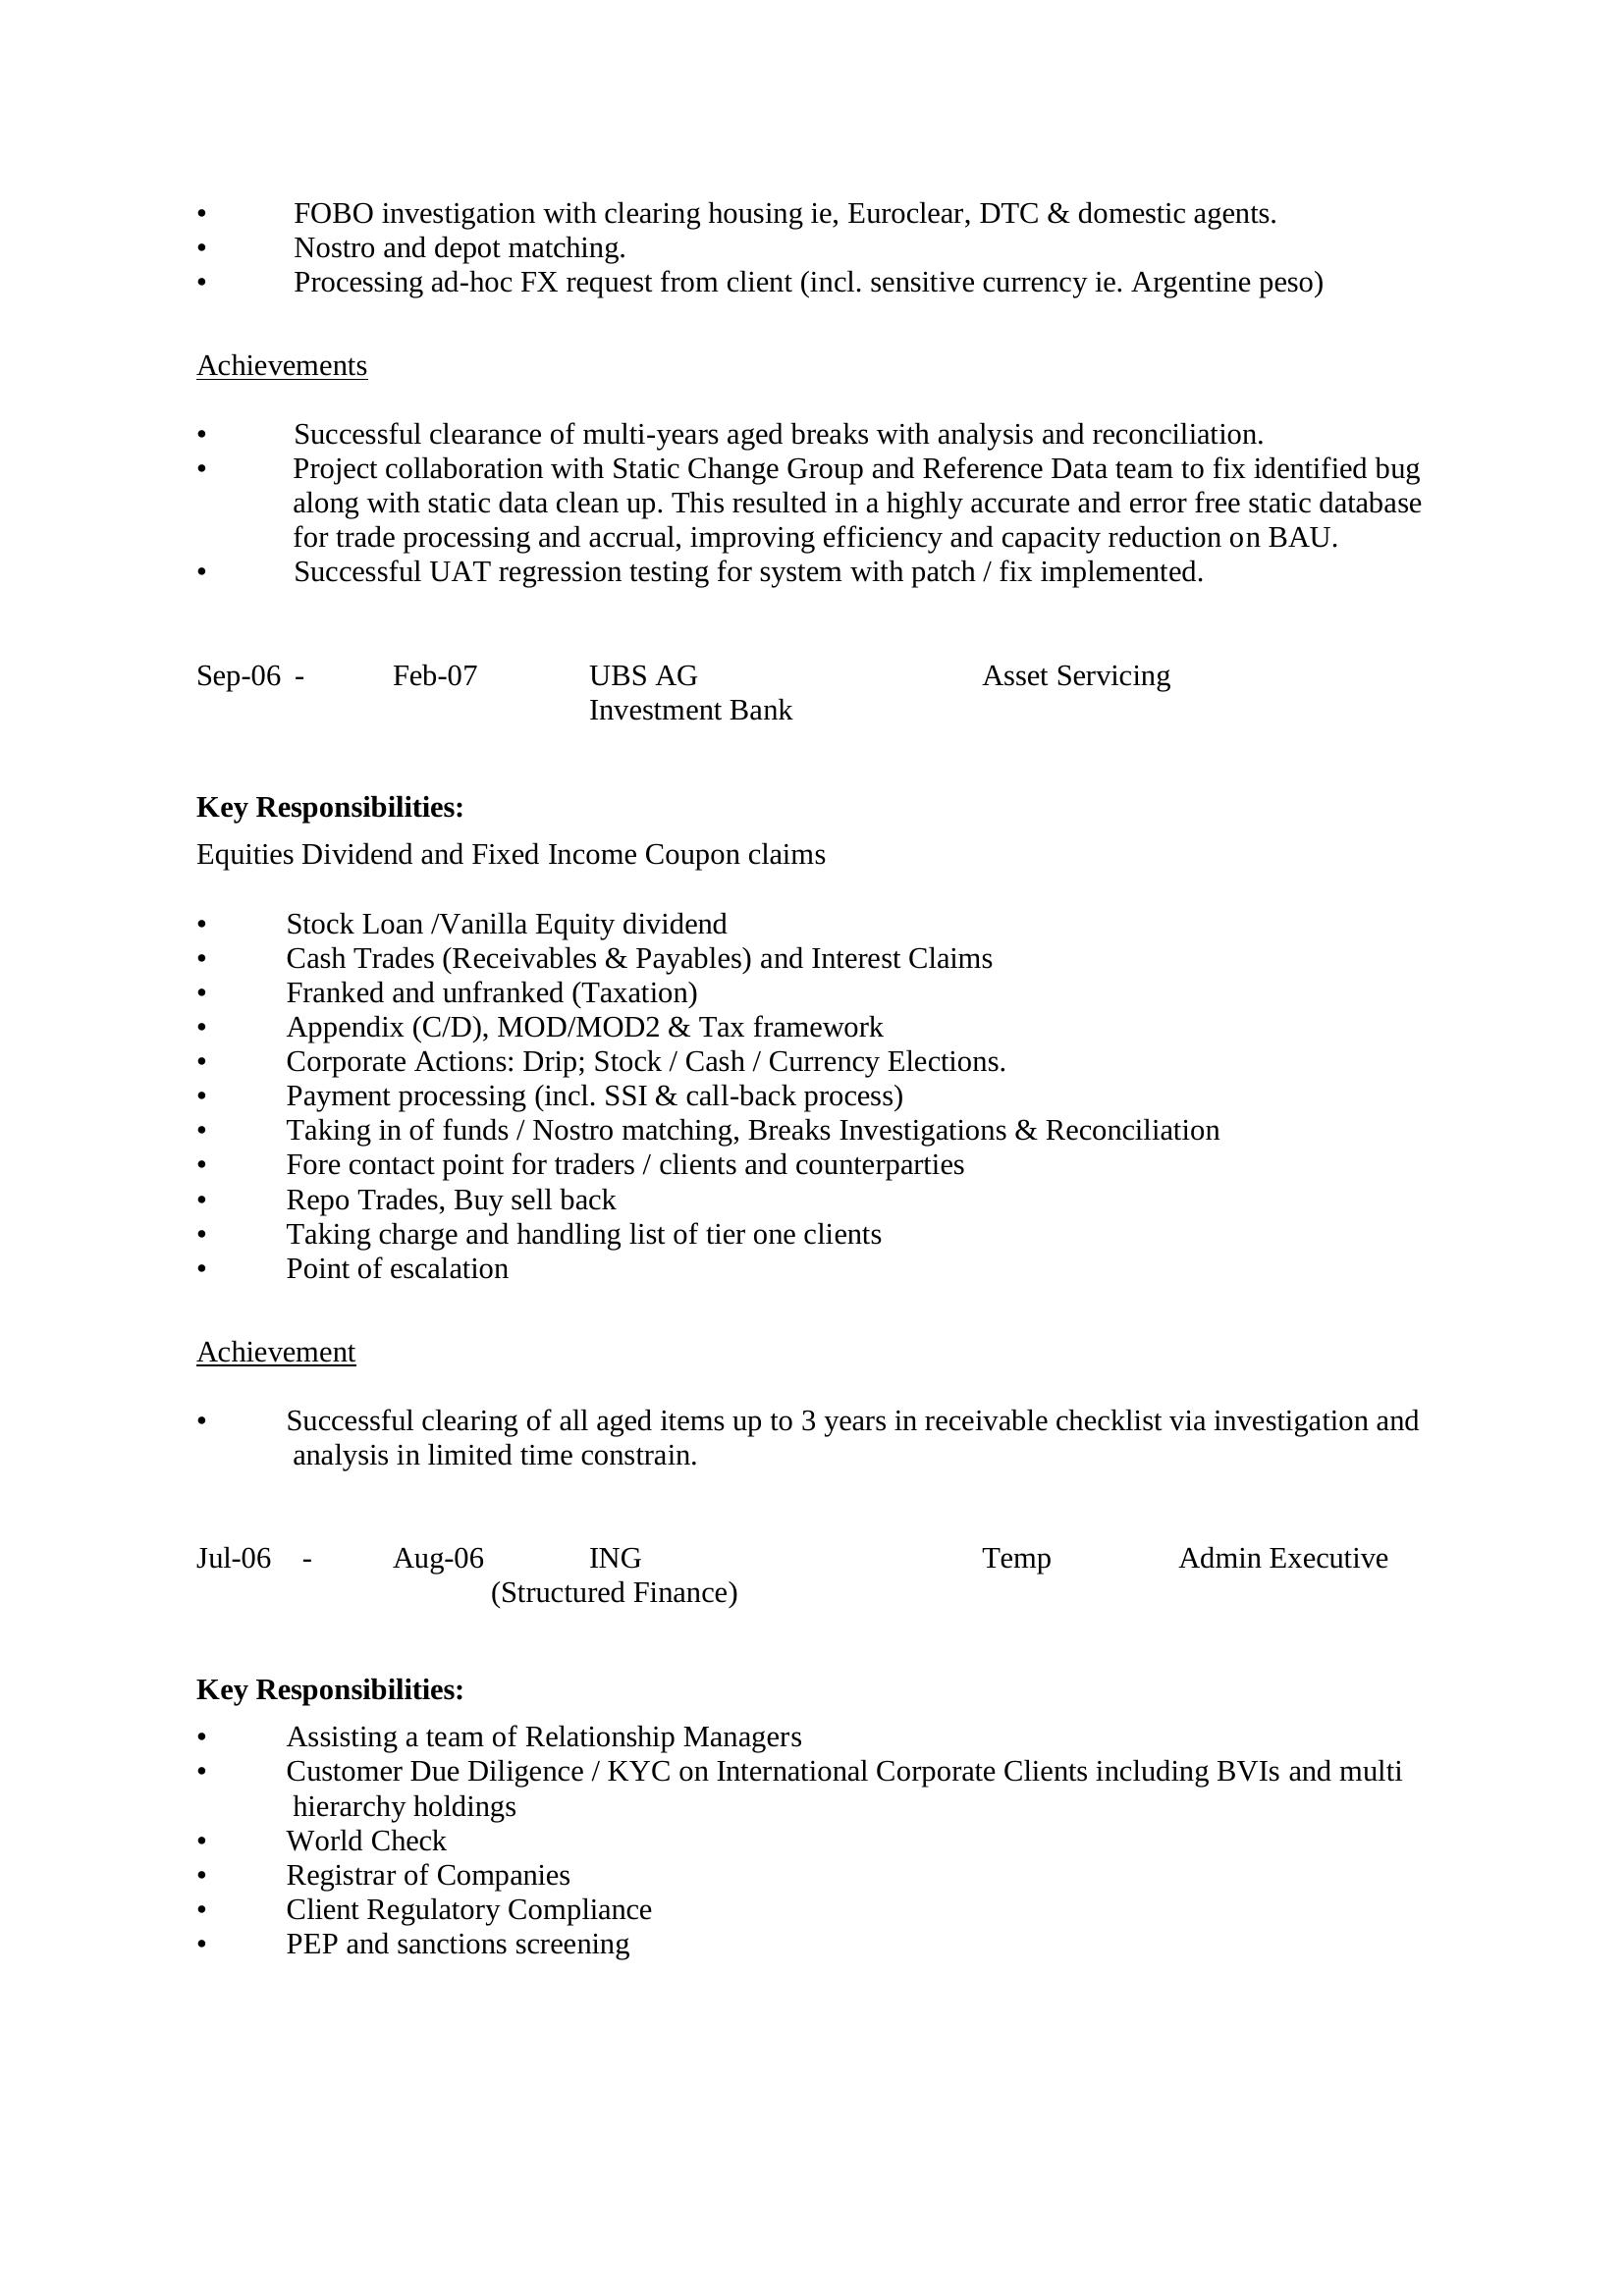 • FOBO investigation with clearing housing ie, Euroclear, DTC & domestic agents.
• Nostro and depot matching.
• Processing ad-hoc FX request from client (incl. sensitive currency ie. Argentine peso)
Achievements
• Successful clearance of multi-years aged breaks with analysis and reconciliation.
• Project collaboration with Static Change Group and Reference Data team to fix identified bug
along with static data clean up. This resulted in a highly accurate and error free static database
for trade processing and accrual, improving efficiency and capacity reduction on BAU.
• Successful UAT regression testing for system with patch / fix implemented.
Sep-06 - Feb-07 UBS AG Asset Servicing
Investment Bank
Key Responsibilities:
Equities Dividend and Fixed Income Coupon claims
• Stock Loan /Vanilla Equity dividend
• Cash Trades (Receivables & Payables) and Interest Claims
• Franked and unfranked (Taxation)
• Appendix (C/D), MOD/MOD2 & Tax framework
• Corporate Actions: Drip; Stock / Cash / Currency Elections.
• Payment processing (incl. SSI & call-back process)
• Taking in of funds / Nostro matching, Breaks Investigations & Reconciliation
• Fore contact point for traders / clients and counterparties
• Repo Trades, Buy sell back
• Taking charge and handling list of tier one clients
• Point of escalation
Achievement
• Successful clearing of all aged items up to 3 years in receivable checklist via investigation and
analysis in limited time constrain.
Jul-06 - Aug-06 ING Temp Admin Executive
(Structured Finance)
Key Responsibilities:
• Assisting a team of Relationship Managers
• Customer Due Diligence / KYC on International Corporate Clients including BVIs and multi
hierarchy holdings
• World Check
• Registrar of Companies
• Client Regulatory Compliance
• PEP and sanctions screening